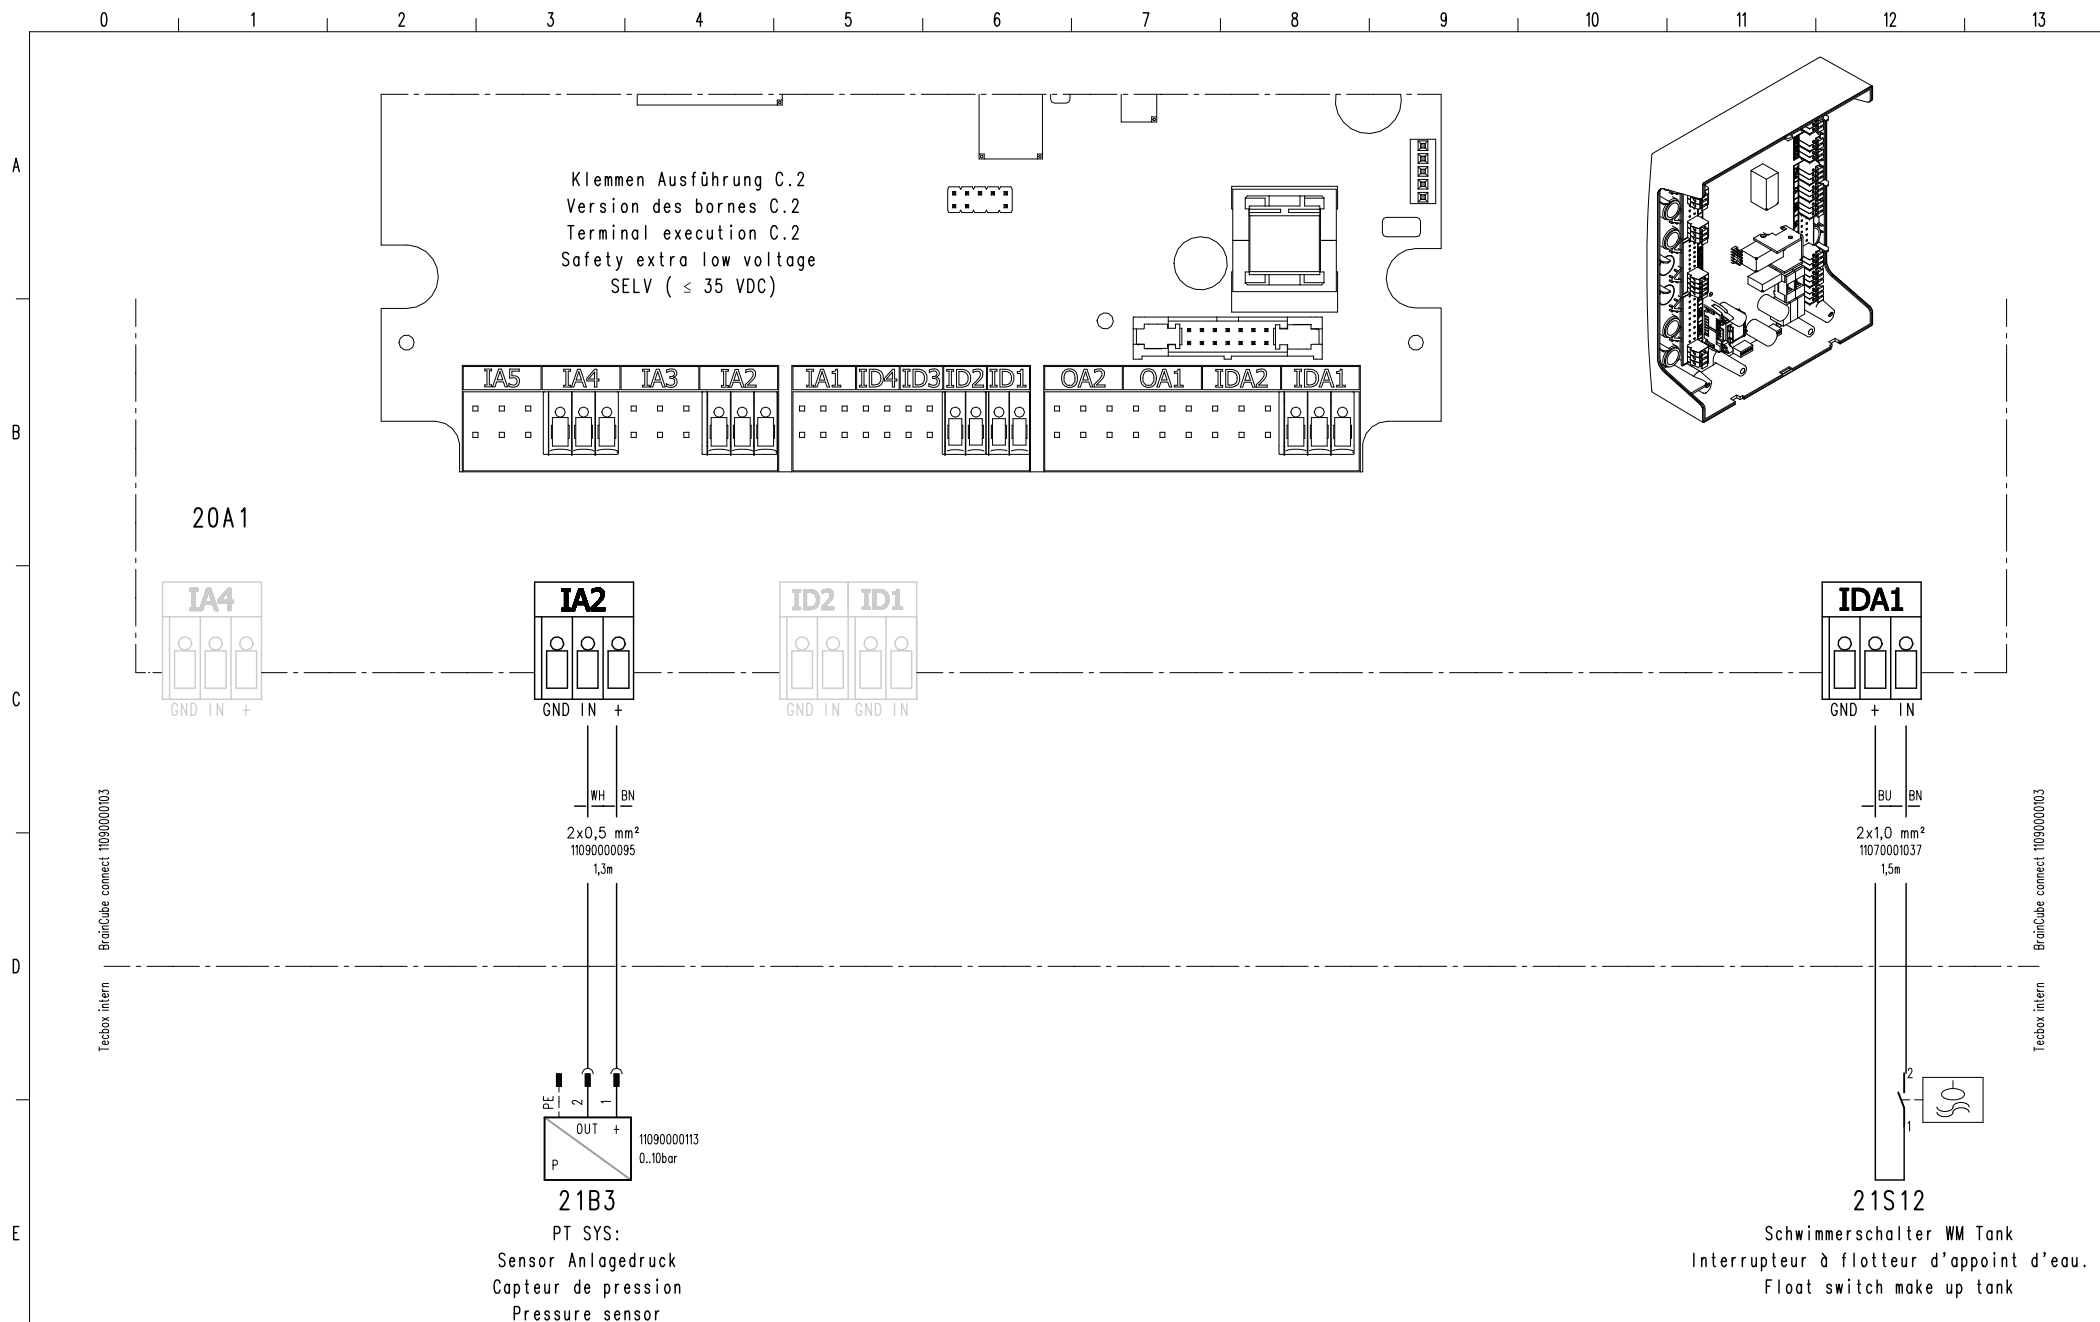 0 1 2 3 4 5 6 7 8 9 10 11 12 13
A
Klemmen Ausführung C.2
Version des bornes C.2
Terminal execution C.2
Safety extra low voltage
SELV ( ≤ 35 VDC)
B
IA5 IA4 IA3 IA2 IA1 ID4 ID3 ID2 ID1 OA2 OA1 IDA2 IDA1
20A1
C
IA4 IA2 ID2 ID1 IDA1
GND IN + GND IN + GND IN GND IN GND + IN
WH BN
2x0,5 mm²
11090000095
1,3m
BU BN
2x1,0 mm²
11070001037
1,5m
BrainCube connect 11090000103
BrainCube connect 11090000103
D
Tecbox intern
Tecbox intern
PE 2 1
OUT +
P
11090000113
0..10bar
2
1
E
21B3
PT SYS:
Sensor Anlagedruck
Capteur de pression
Pressure sensor
21S12
Schwimmerschalter WM Tank
Interrupteur à flotteur d'appoint d'eau.
Float switch make up tank